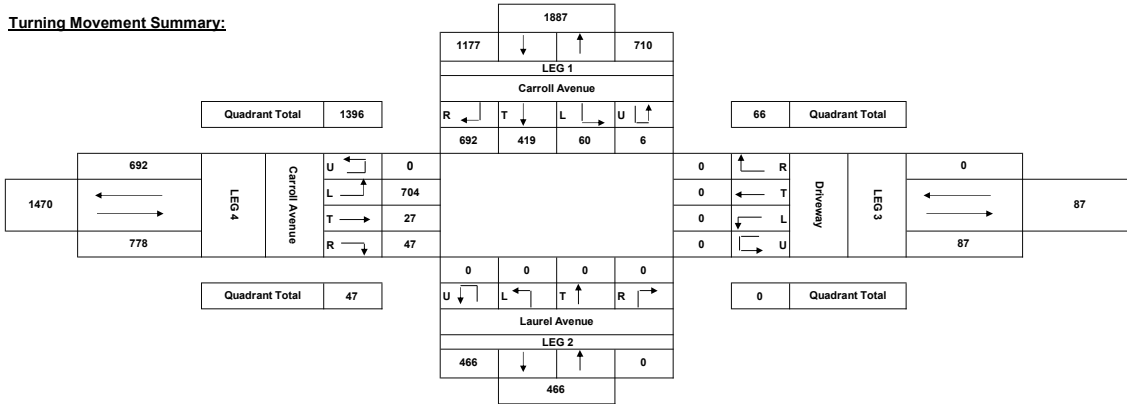 Turning Movement Summary:
1887
1177 710
LEG 1
Carroll Avenue
Quadrant Total 1396
R T L U
66 Quadrant Total
692 419 60 6
692
LEG 4
Carroll Avenue
U 0
L 704
T 27
R 47
1470
778
0 R
0 T
0 L
0 U
Driveway
LEG 3
0
87
87
0 0 0 0
Quadrant Total 47
U L T R
0 Quadrant Total
Laurel Avenue
LEG 2
466 0
466